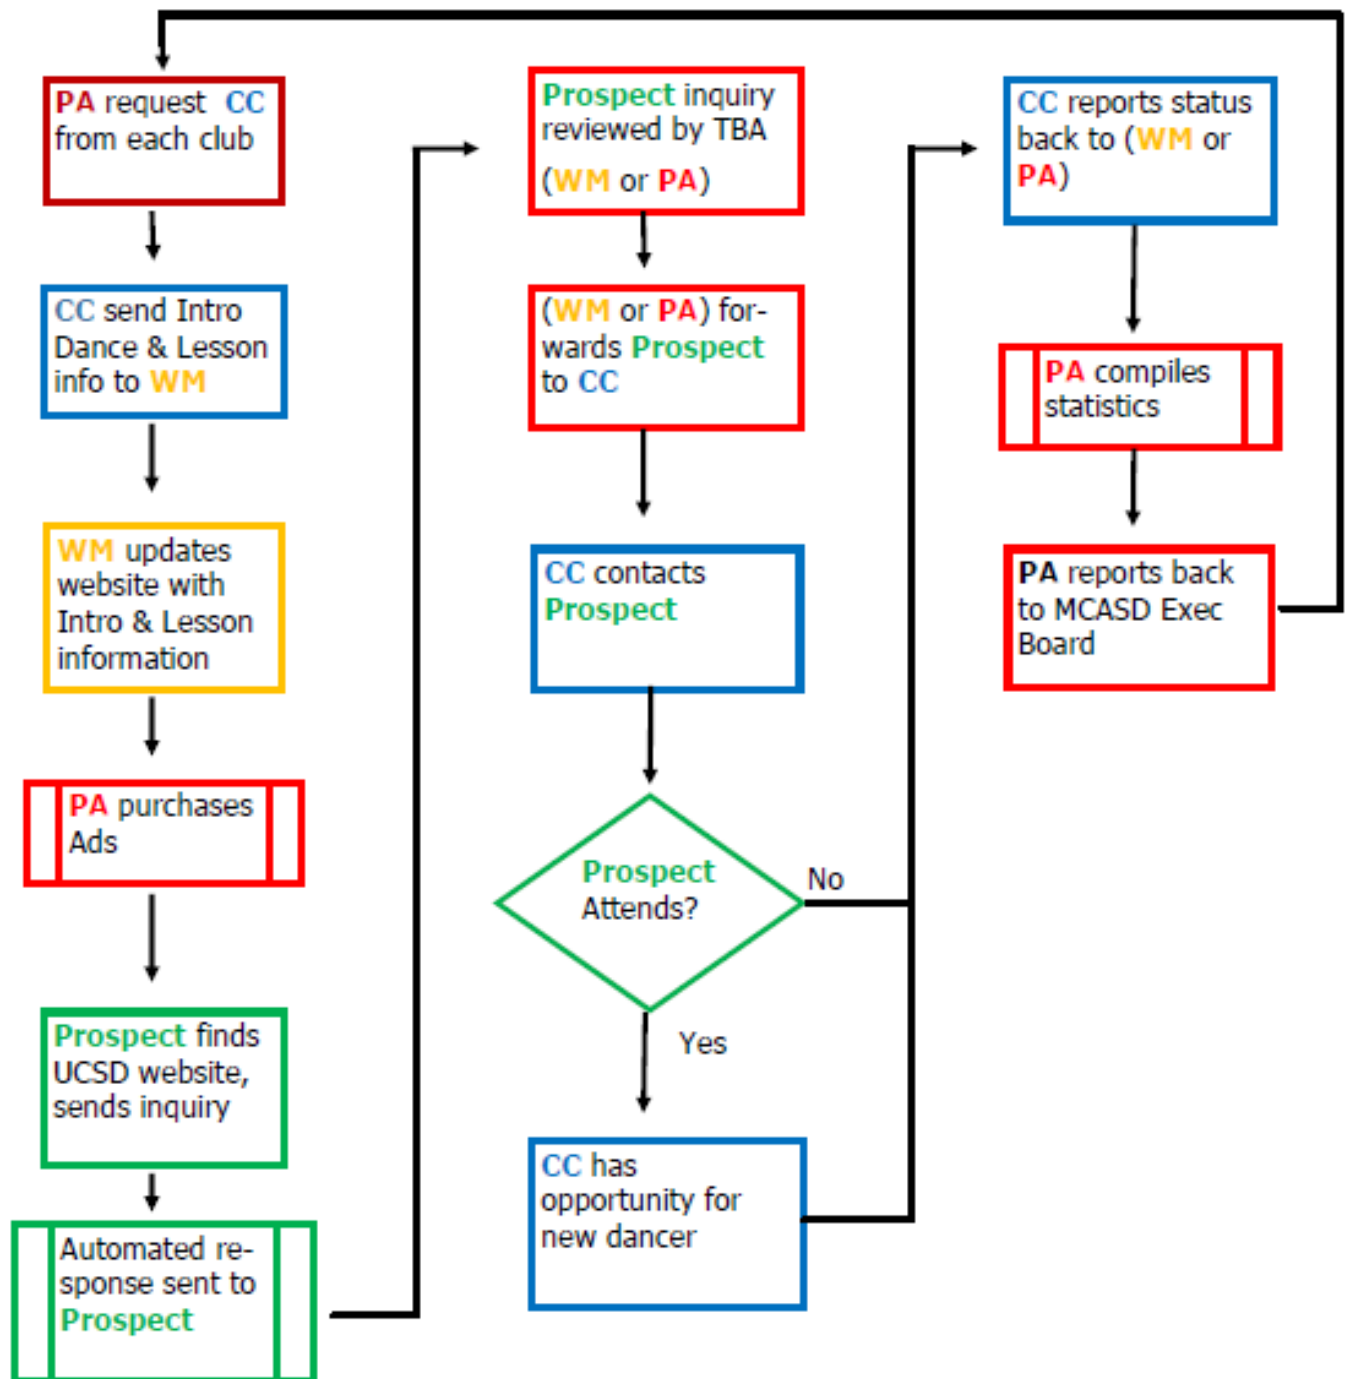 PA request CC
from each club
CC send Intro
Dance & Lesson
info to WM
WM updates
website with
Intro & Lesson
information
PA purchases
Ads
Prospect finds
UCSD website,
sends inquiry
Automated re-
sponse sent to
Prospect
Prospect inquiry
reviewed by TBA
(WM or PA)
(WM or PA) for-
wards Prospect
to CC
CC contacts
Prospect
Prospect
Attends?
No
Yes
CC has
opportunity for
new dancer
CC reports status
back to (WM or
PA)
PA compiles
statistics
PA reports back
to MCASD Exec
Board